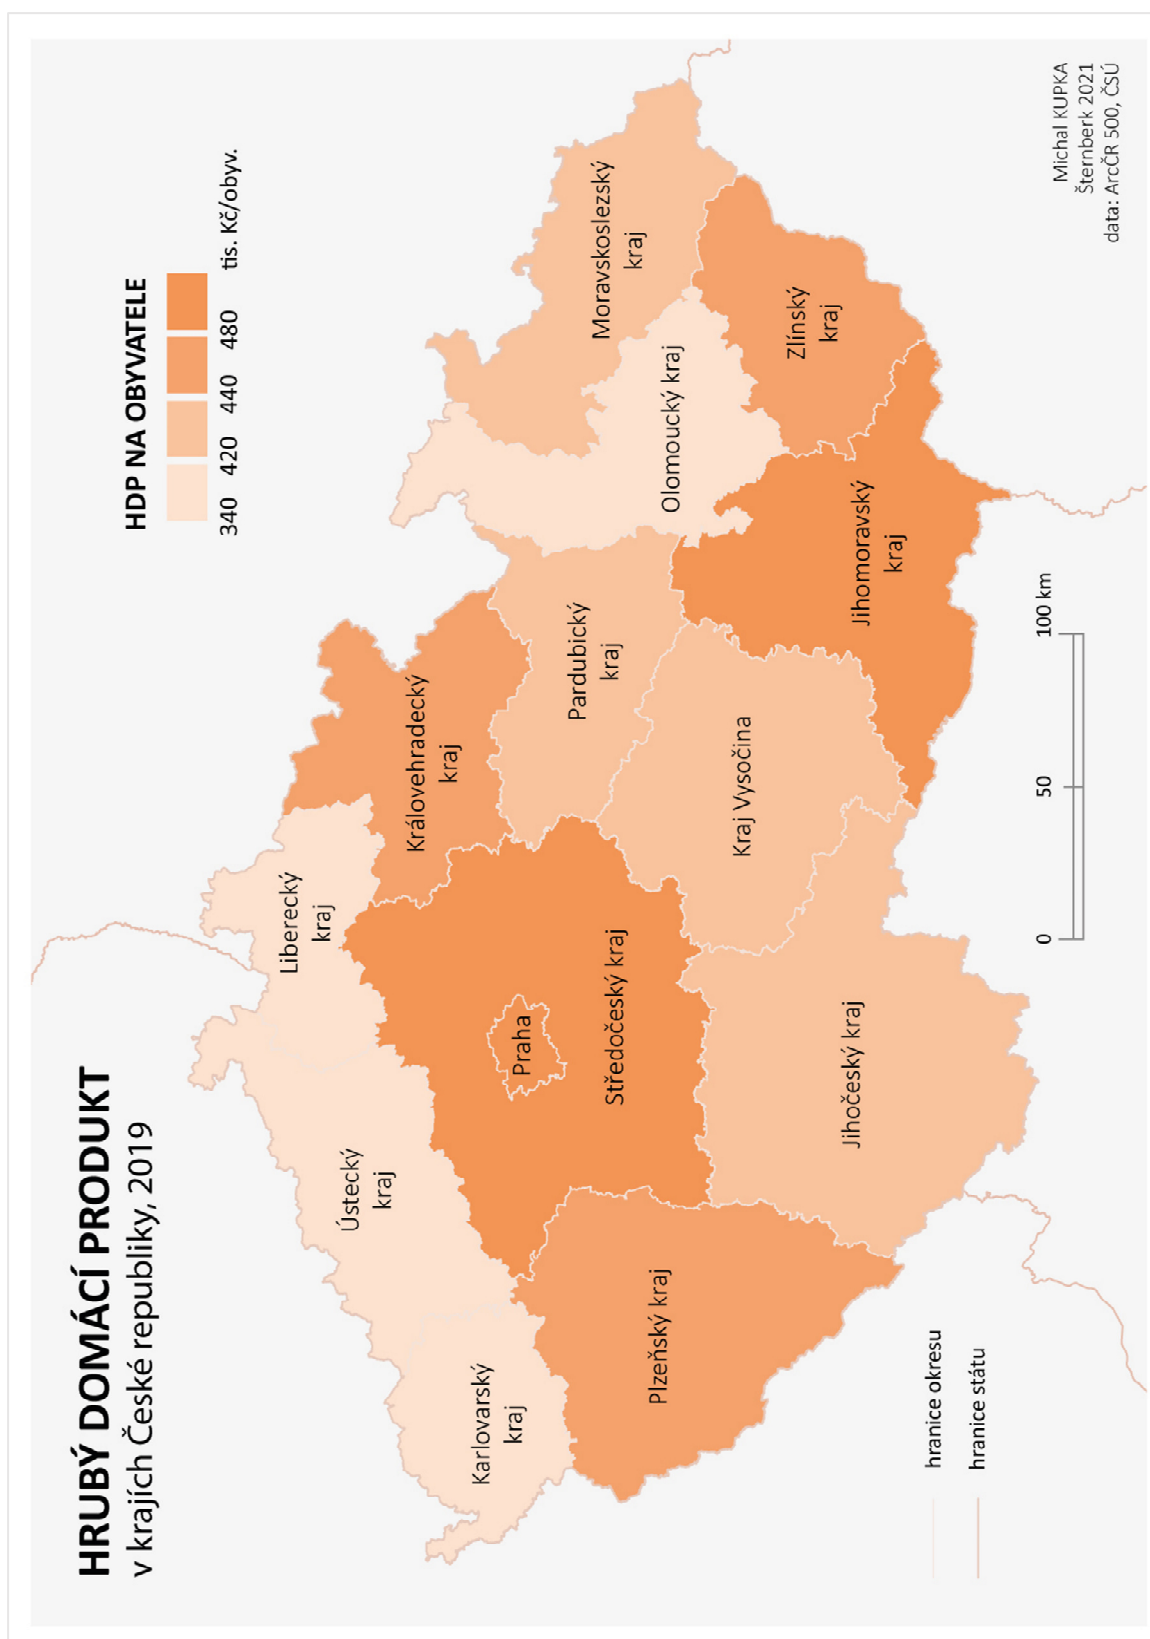 HRUBÝ DOMÁCÍ PRODUKT
v krajích České republiky, 2019
HDP NA OBYVATELE
340 420 440 480 tis. Kč/obyv.
Liberecký
kraj
Ústecký
kraj
Karlovarský
kraj
Královehradecký
kraj
Praha
Středočeský kraj
Pardubický
kraj
Olomoucký kraj
Moravskoslezský
kraj
Plzeňský kraj
Kraj Vysočina
Jihočeský kraj
Jihomoravský
kraj
Zlínský
kraj
hranice okresu
hranice státu
0 50 100 km
Michal KUPKA
Šternberk 2021
data: ArcČR 500, ČSÚ